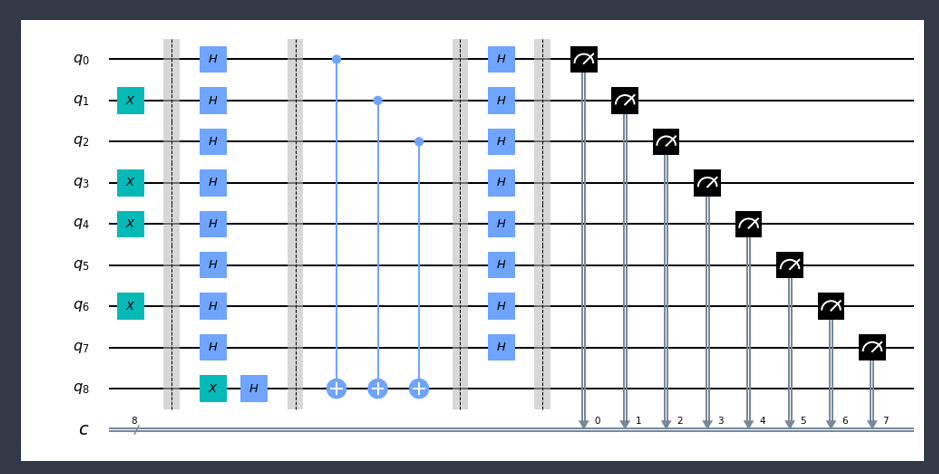 q0 H H
q1 X H H
q2 H H
q3 X H H
q4 X H H
q5 H H
q6 X H H
q7 H H
q8 X H
c 8 0 1 2 3 4 5 6 7